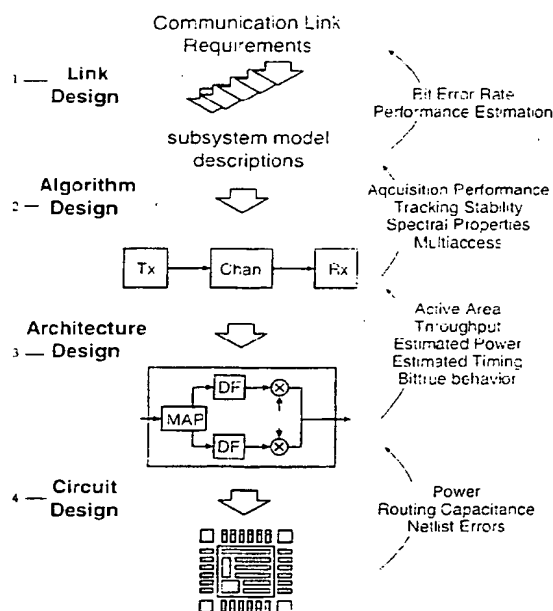 Communication Link
Requirements
1 — Link
Design
Bit Error Rate
Performance Estimation
subsystem model
descriptions
2 — Algorithm
Design
Aqcuisition Performance
Tracking Stability
Spectral Properties
Multiaccess
Tx
Chan
Rx
3 — Architecture
Design
Active Area
Throughput
Estimated Power
Estimated Timing
Bittrue behavior
MAP
DF
DF
4 — Circuit
Design
Power
Routing Capacitance
Netlist Errors